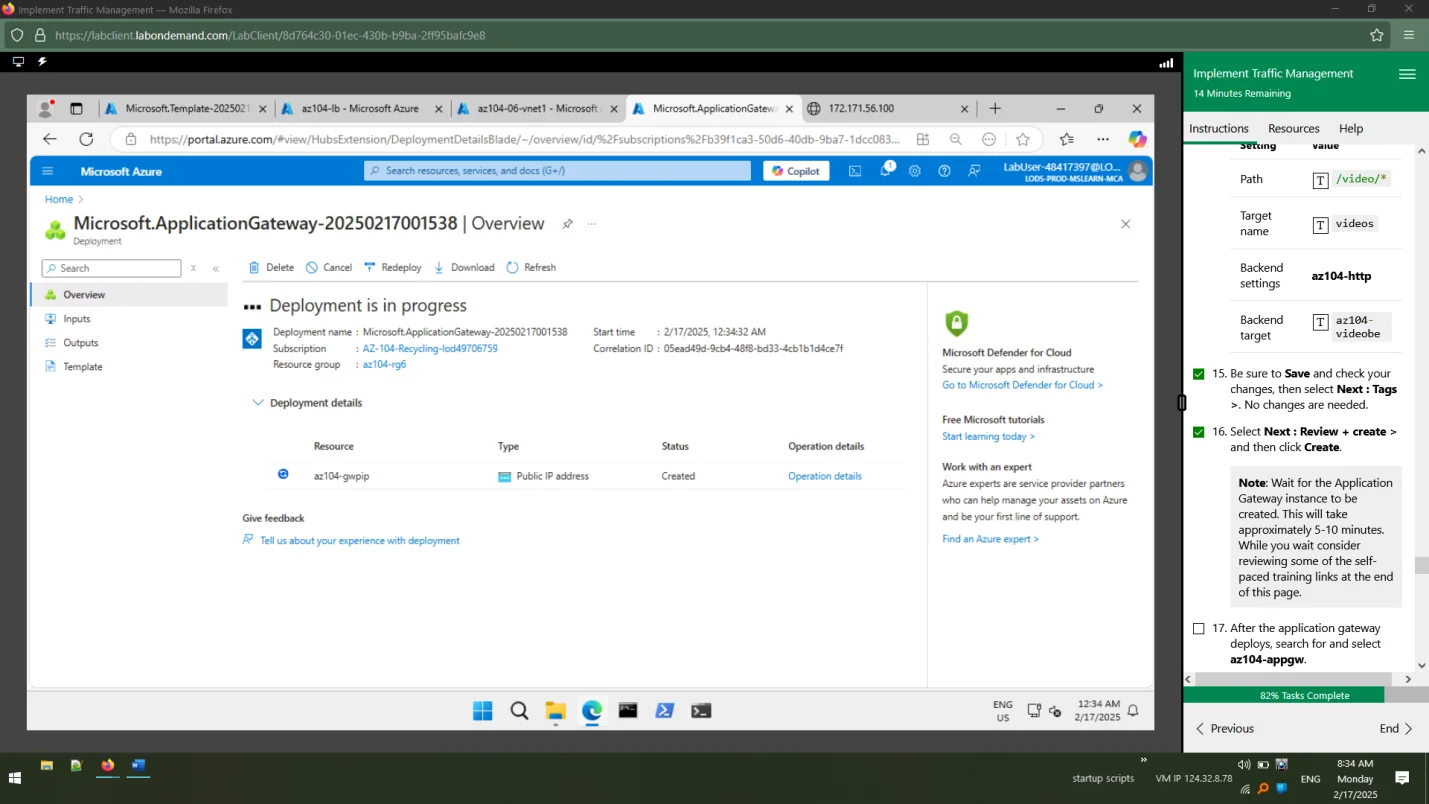 Implement Traffic Management — Mozilla Firefox
https://labclient.labondemand.com/LabClient/8d764c30-01ec-430b-b9ba-2ff95bafc9e8
Microsoft.Template-2025021
az104-lb - Microsoft Azure
az104-06-vnet1 - Microsoft
Microsoft.ApplicationGatew
172.171.56.100
https://portal.azure.com/#view/HubsExtension/DeploymentDetailsBlade/~/overview/id/%2Fsubscriptions%2Fb39f1ca3-50d6-40db-9ba7-1dcc083...
Microsoft Azure
Search resources, services, and docs (G+/)
Copilot
1
LabUser-48417397@LO...
LODS-PROD-MSLEARN-MCA
Home >
Microsoft.ApplicationGateway-20250217001538 | Overview
Deployment
Search
Overview
Inputs
Outputs
Template
Delete
Cancel
Redeploy
Download
Refresh
Deployment is in progress
Deployment name : Microsoft.ApplicationGateway-20250217001538
Subscription : AZ-104-Recycling-lod49706759
Resource group : az104-rg6
Start time : 2/17/2025, 12:34:32 AM
Correlation ID : 05ead49d-9cb4-48f8-bd33-4cb1b1d4ce7f
Deployment details
Resource Type Status Operation details
az104-gwpip Public IP address Created Operation details
Give feedback
Tell us about your experience with deployment
Microsoft Defender for Cloud
Secure your apps and infrastructure
Go to Microsoft Defender for Cloud >
Free Microsoft tutorials
Start learning today >
Work with an expert
Azure experts are service provider partners
who can help manage your assets on Azure
and be your first line of support.
Find an Azure expert >
ENG
US
12:34 AM
2/17/2025
Implement Traffic Management
14 Minutes Remaining
Instructions Resources Help
Setting Value
Path T /video/*
Target
name
T videos
Backend
settings
az104-http
Backend
target
T az104-
videobe
15. Be sure to Save and check your
changes, then select Next : Tags
>. No changes are needed.
16. Select Next : Review + create >
and then click Create.
Note: Wait for the Application
Gateway instance to be
created. This will take
approximately 5-10 minutes.
While you wait consider
reviewing some of the self-
paced training links at the end
of this page.
17. After the application gateway
deploys, search for and select
az104-appgw.
82% Tasks Complete
Previous
End
startup scripts
VM IP 124.32.8.78
ENG
8:34 AM
Monday
2/17/2025